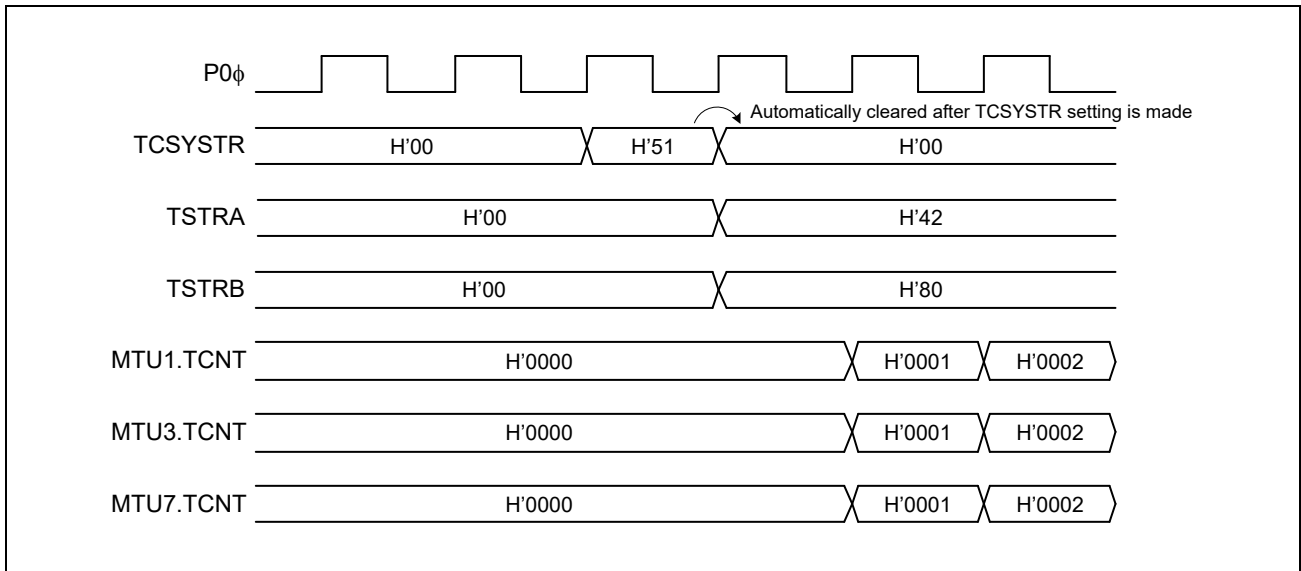 P0ϕ
Automatically cleared after TCSYSTR setting is made
TCSYSTR H’00 H’51 H’00
TSTRA H’00 H’42
TSTRB H’00 H’80
MTU1.TCNT H’0000 H’0001 H’0002
MTU3.TCNT H’0000 H’0001 H’0002
MTU7.TCNT H’0000 H’0001 H’0002